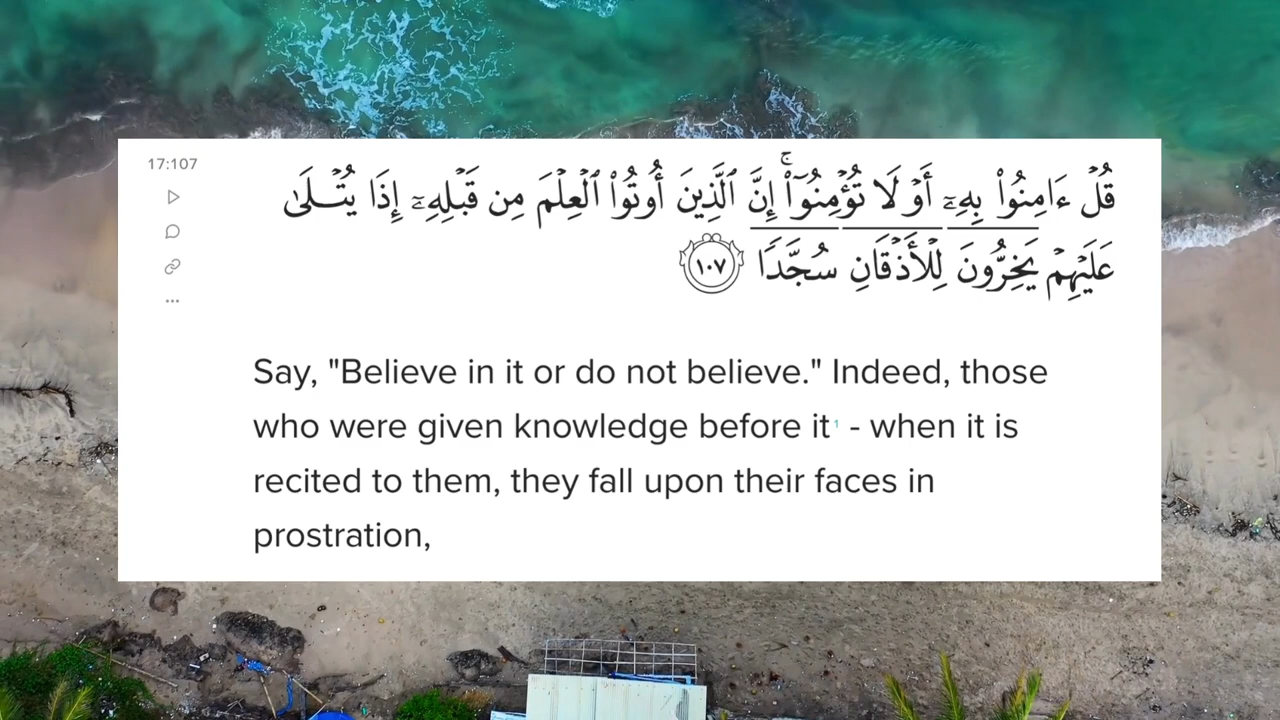 17:107
قُلْ ءَامِنُوا۟ بِهِۦٓ أَوْ لَا تُؤْمِنُوٓا۟ ۚ إِنَّ ٱلَّذِينَ أُوتُوا۟ ٱلْعِلْمَ مِن قَبْلِهِۦٓ إِذَا يُتْلَىٰ
عَلَيْهِمْ يَخِرُّونَ لِلْأَذْقَانِ سُجَّدًا ١٠٧
Say, "Believe in it or do not believe." Indeed, those
who were given knowledge before it¹ - when it is
recited to them, they fall upon their faces in
prostration,